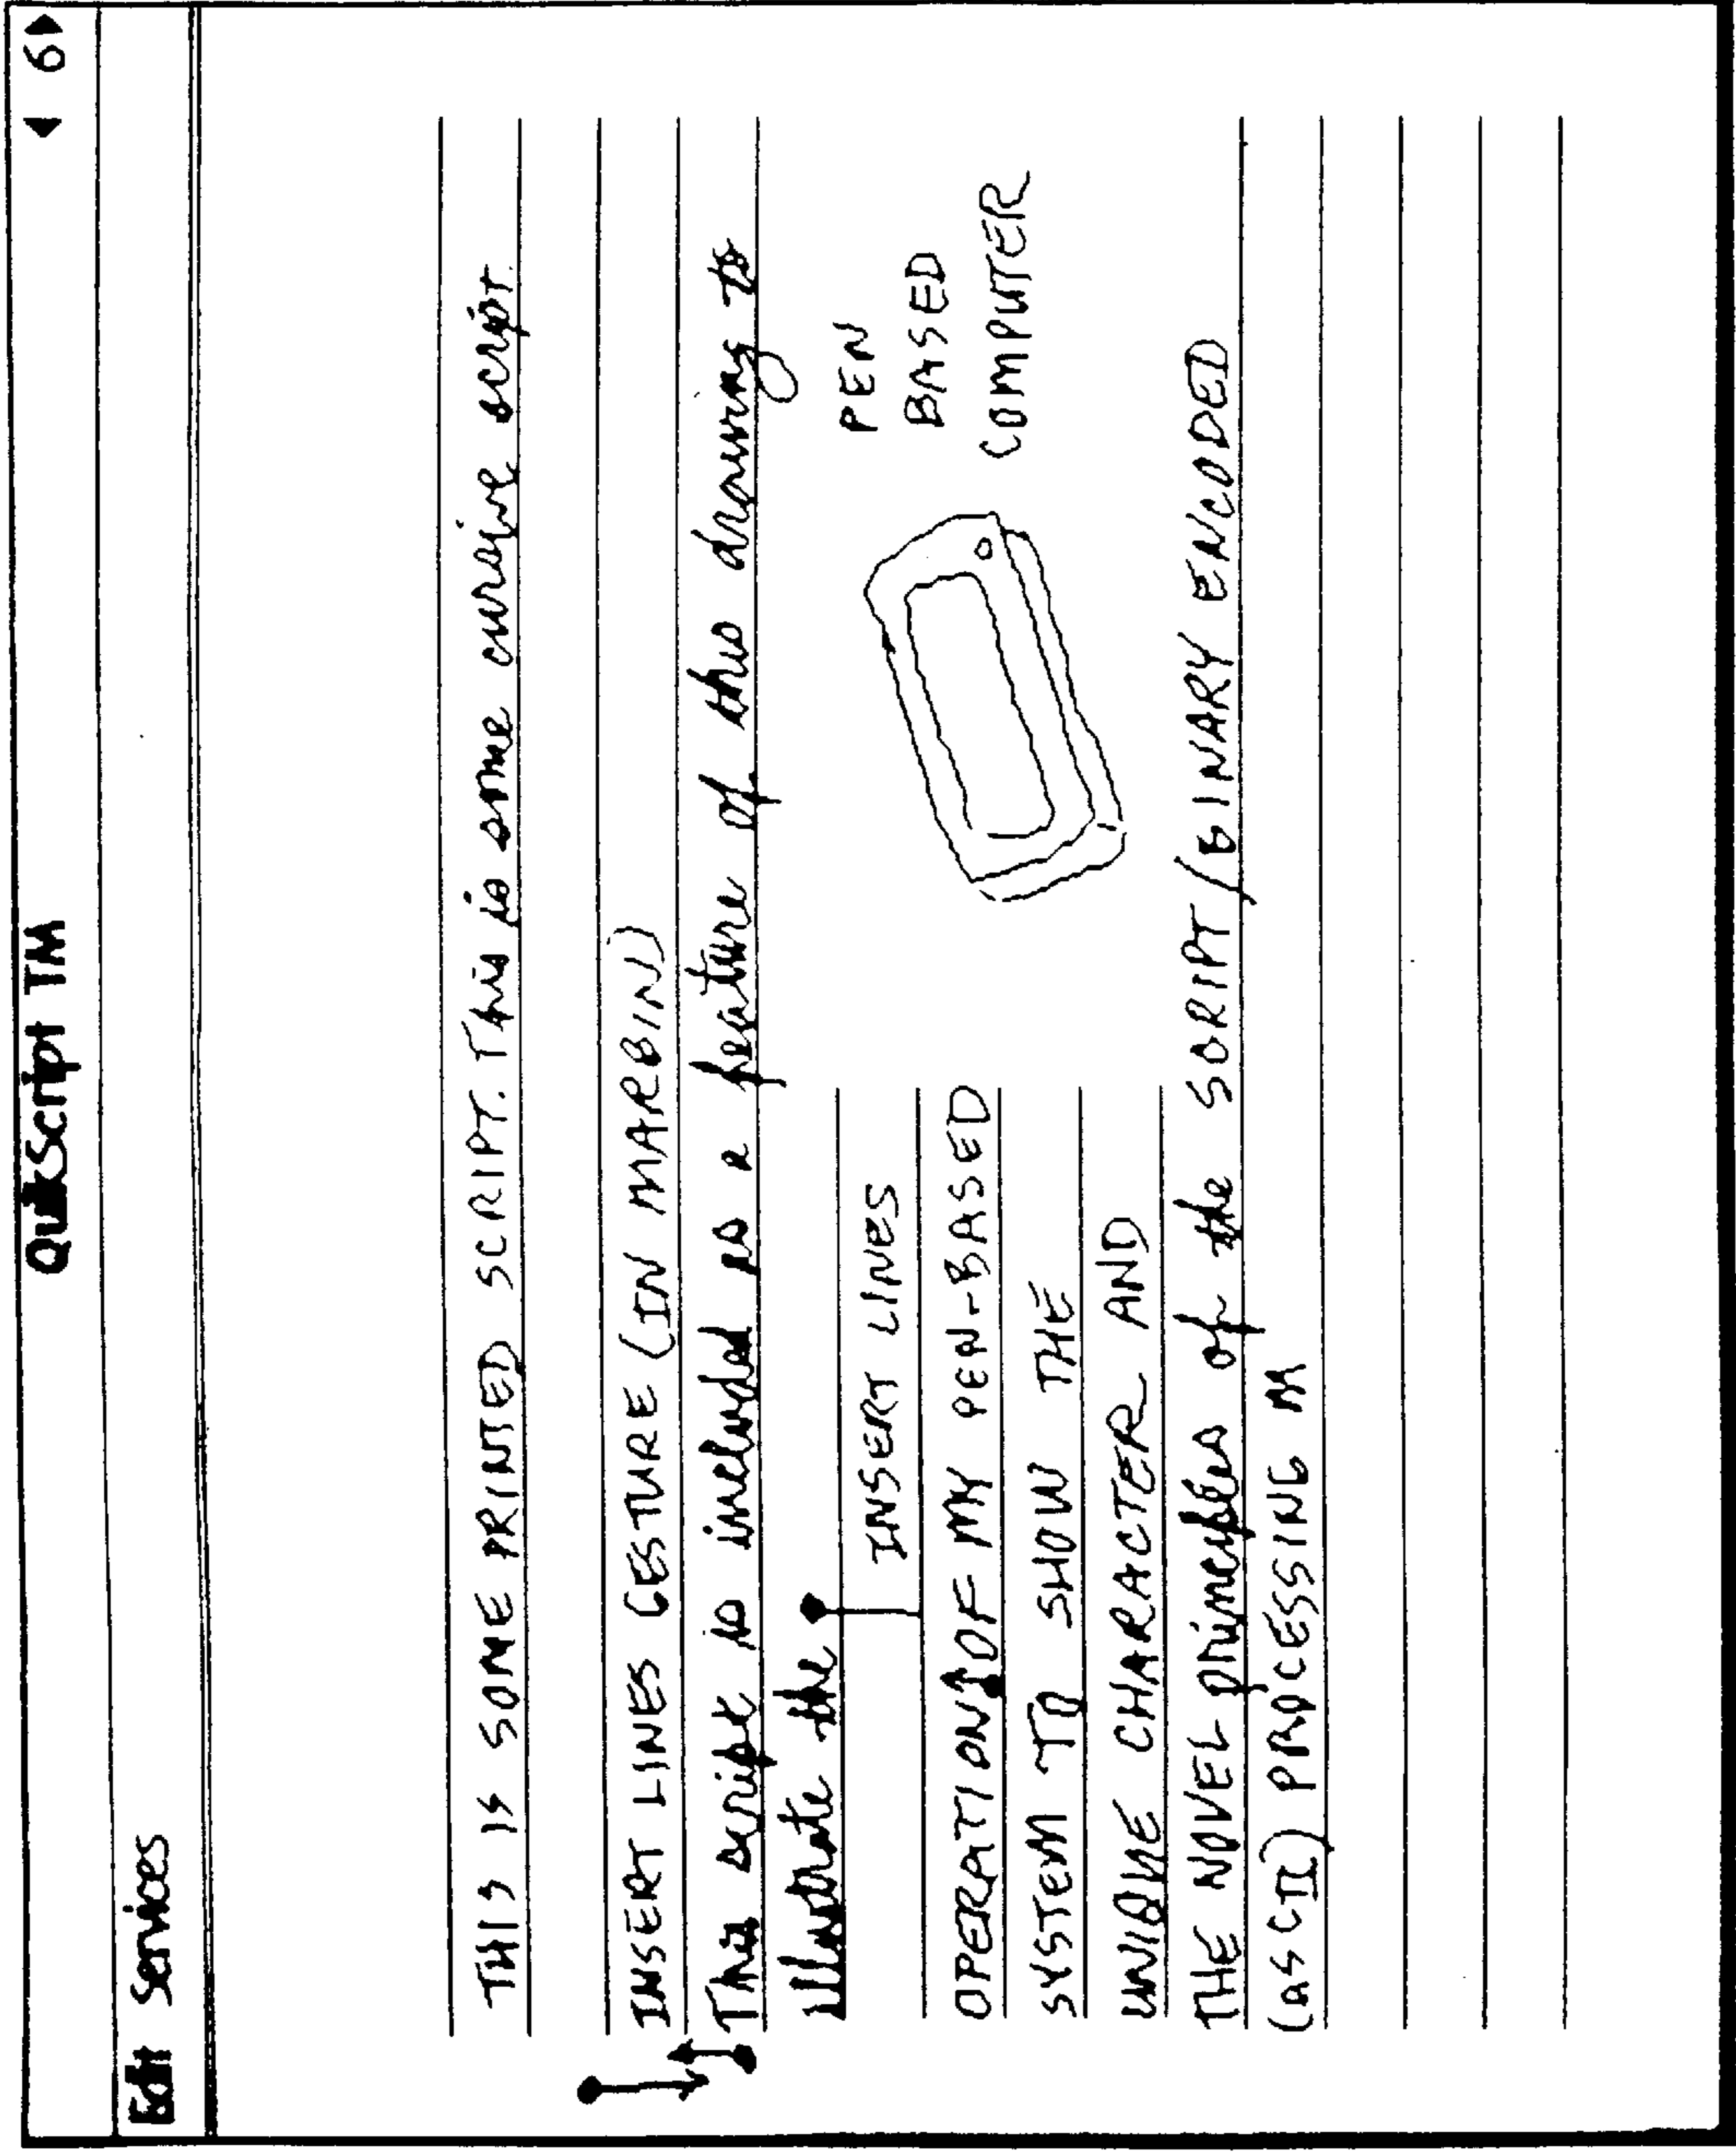 QuikScript TM
◀ 6▶
Edit Services
THIS IS SOME PRINTED SCRIPT. This is some cursive script.
INSERT LINES GESTURE (IN MARGIN)
This script is included as a feature of this drawing to
illustrate the
INSERT LINES
OPERATION OF MY PEN-BASED
SYSTEM TO SHOW THE
UNIQUE CHARACTER AND
THE NOVEL principles of the SCRIPT/BINARY ENCODED
(ASCII) PROCESSING M
PEN
BASED
COMPUTER